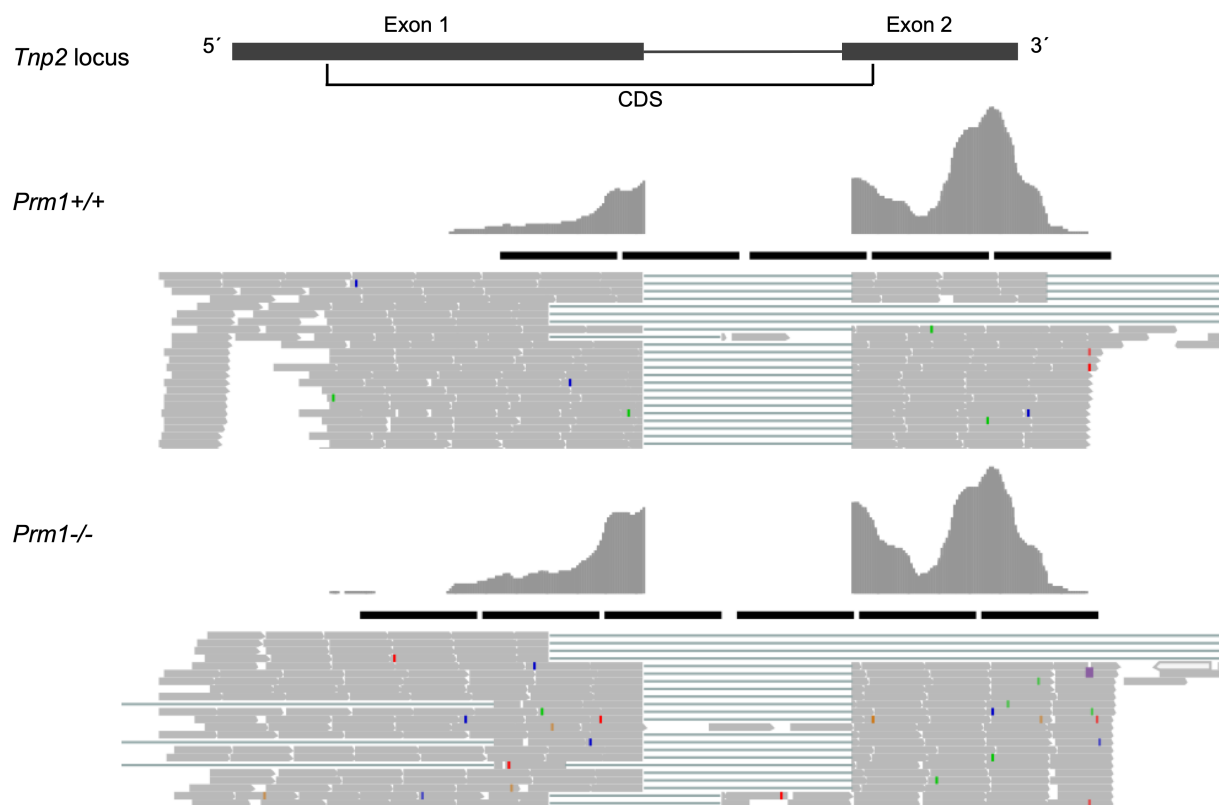 Exon 1
Exon 2
Tnp2 locus
5´
3´
CDS
Prm1+/+
Prm1-/-